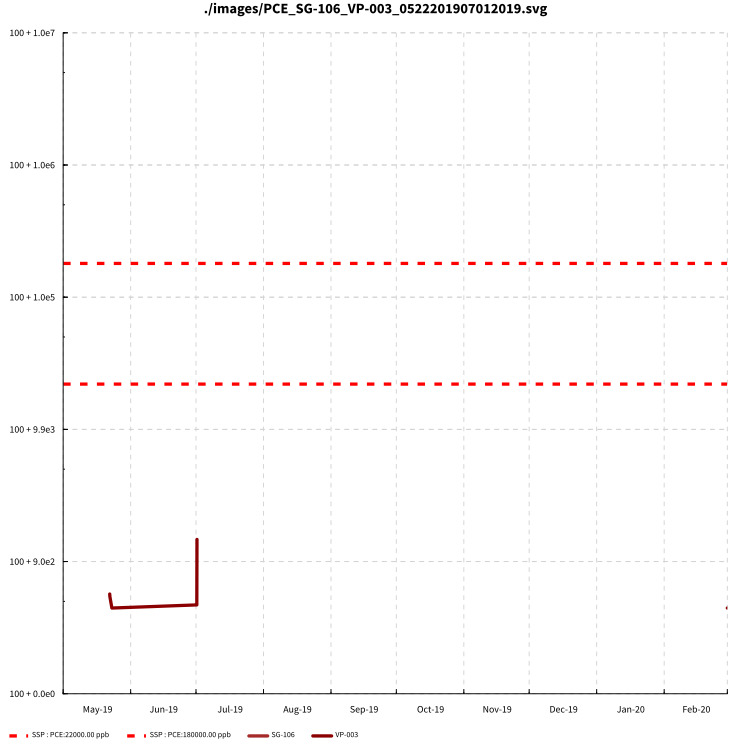 ./images/PCE_SG-106_VP-003_0522201907012019.svg
100 + 1.0e7
100 + 1.0e6
100 + 1.0e5
100 + 9.9e3
100 + 9.0e2
100 + 0.0e0
May-19 Jun-19 Jul-19 Aug-19 Sep-19 Oct-19 Nov-19 Dec-19 Jan-20 Feb-20
SSP : PCE:22000.00 ppb SSP : PCE:180000.00 ppb SG-106 VP-003